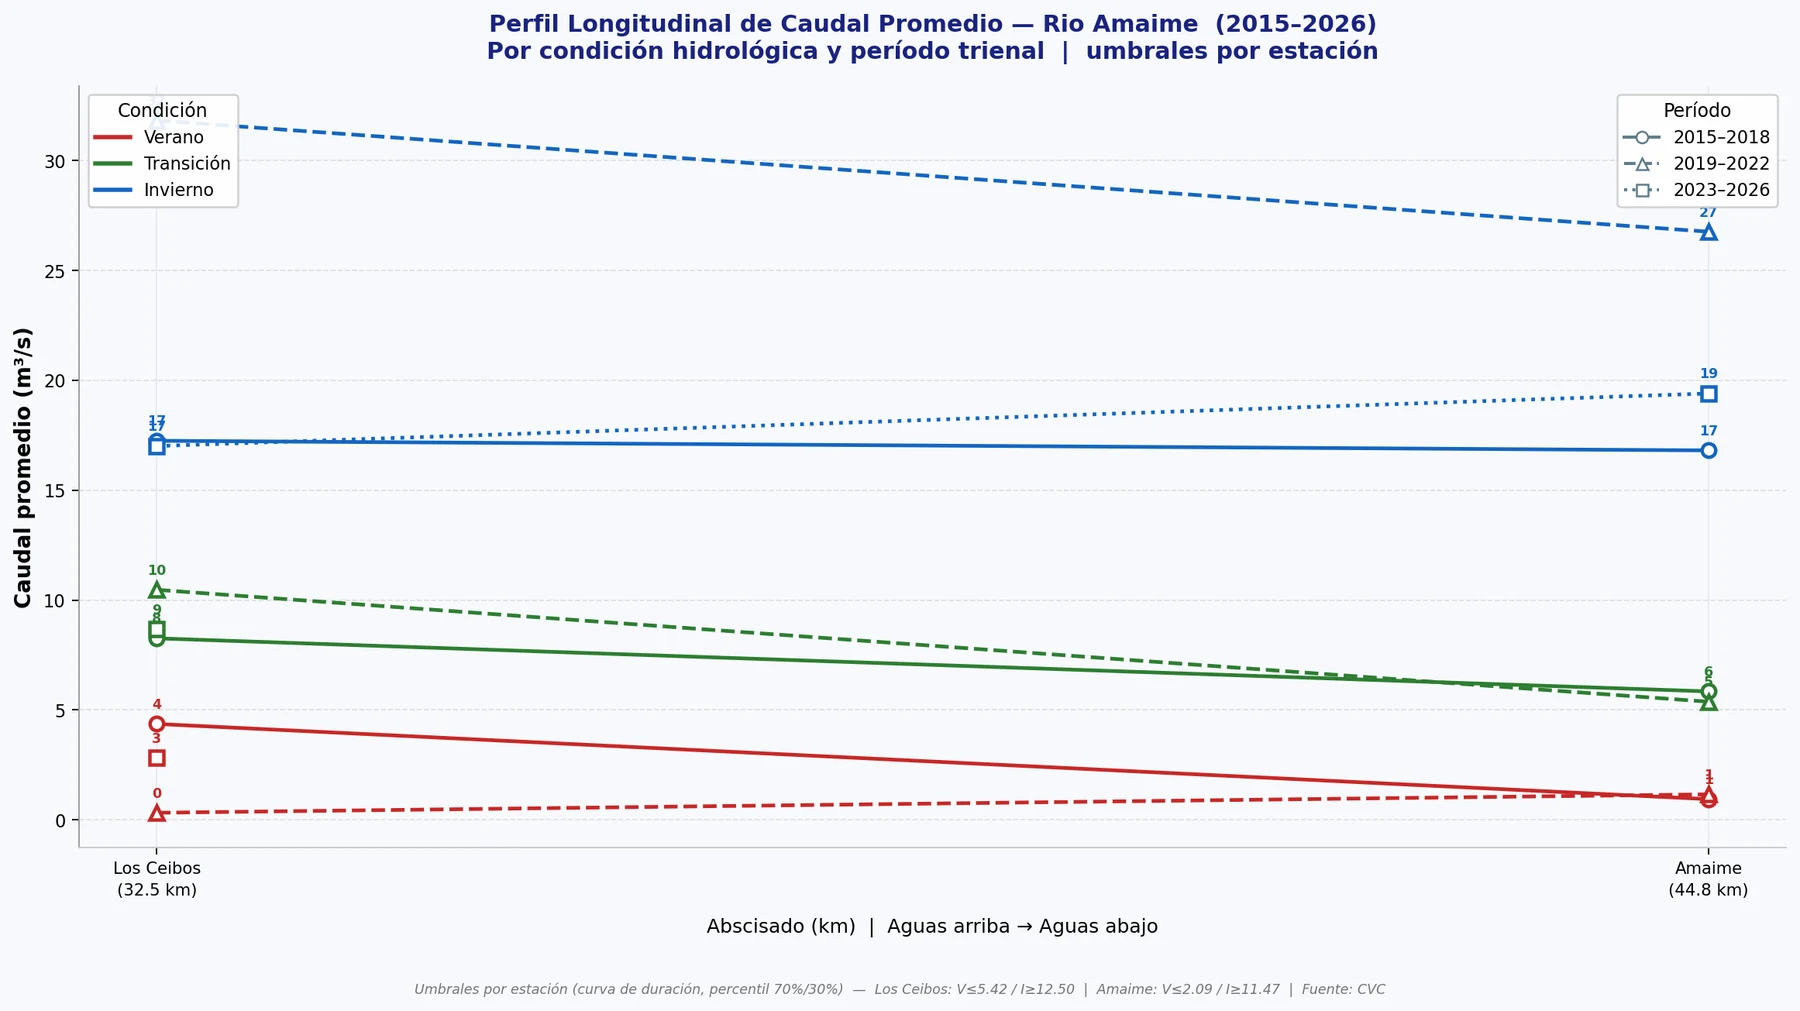 Perfil Longitudinal de Caudal Promedio — Rio Amaime (2015–2026)
Por condición hidrológica y período trienal | umbrales por estación
Condición
Verano
Transición
Invierno
Período
2015–2018
2019–2022
2023–2026
Caudal promedio (m³/s)
30
25
20
15
10
5
0
27
19
17
17
17
10
9
8
6
5
4
3
0
1
1
Los Ceibos
(32.5 km)
Amaime
(44.8 km)
Abscisado (km) | Aguas arriba → Aguas abajo
Umbrales por estación (curva de duración, percentil 70%/30%) — Los Ceibos: V≤5.42 / I≥12.50 | Amaime: V≤2.09 / I≥11.47 | Fuente: CVC